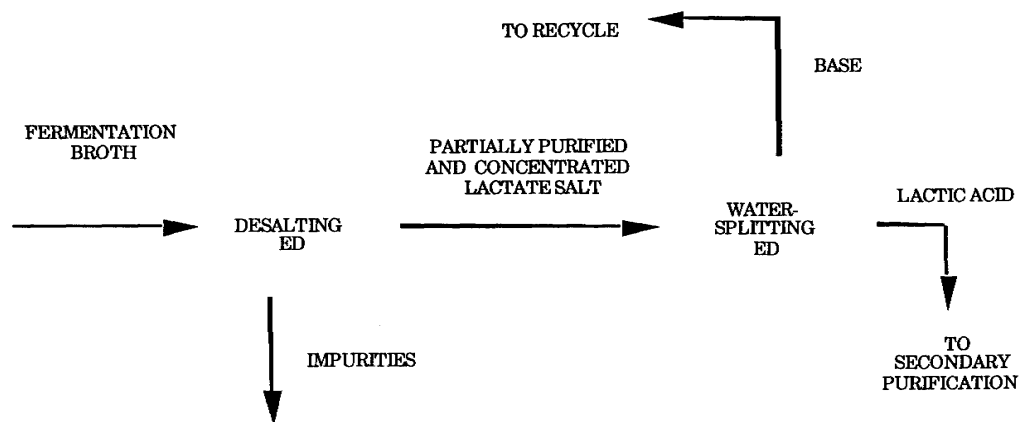 TO RECYCLE
BASE
FERMENTATION
BROTH
PARTIALLY PURIFIED
AND CONCENTRATED
LACTATE SALT
LACTIC ACID
DESALTING
ED
WATER-
SPLITTING
ED
IMPURITIES
TO
SECONDARY
PURIFICATION